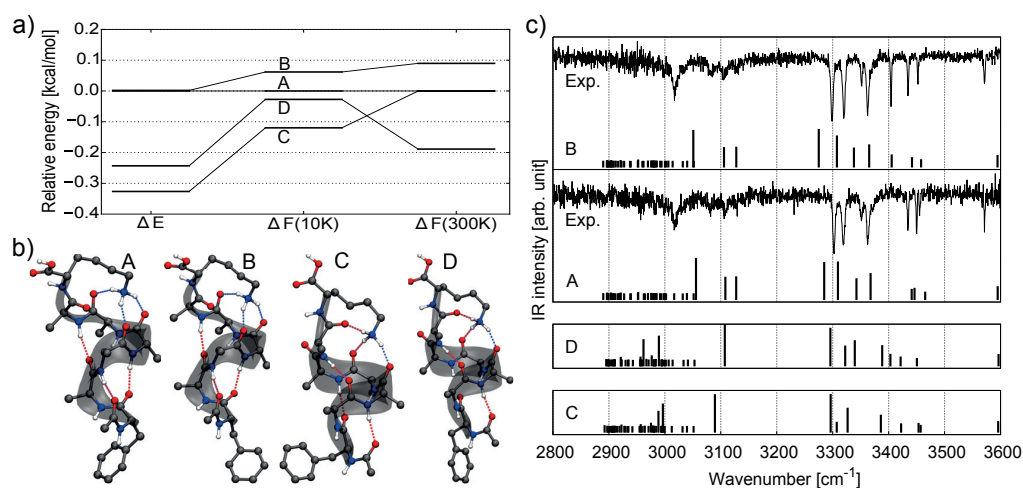 a)
Relative energy [kcal/mol]
0.2
0.1
0.0
−0.1
−0.2
−0.3
−0.4
B
A
D
C
ΔE
ΔF(10K)
ΔF(300K)
b)
A
B
C
D
c)
IR intensity [arb. unit]
Exp.
B
Exp.
A
D
C
2800 2900 3000 3100 3200 3300 3400 3500 3600
Wavenumber [cm⁻¹]